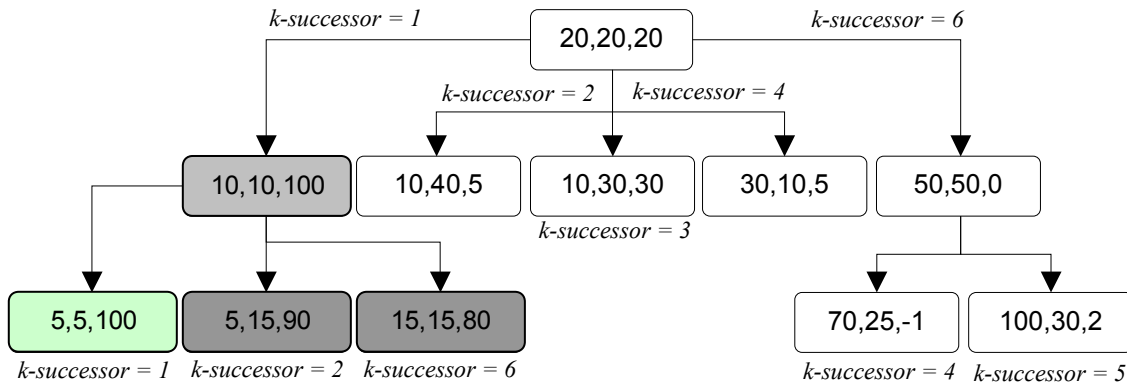 k-successor = 1
20,20,20
k-successor = 6
k-successor = 2
k-successor = 4
10,10,100
10,40,5
10,30,30
30,10,5
50,50,0
k-successor = 3
5,5,100
5,15,90
15,15,80
70,25,-1
100,30,2
k-successor = 1
k-successor = 2
k-successor = 6
k-successor = 4
k-successor = 5